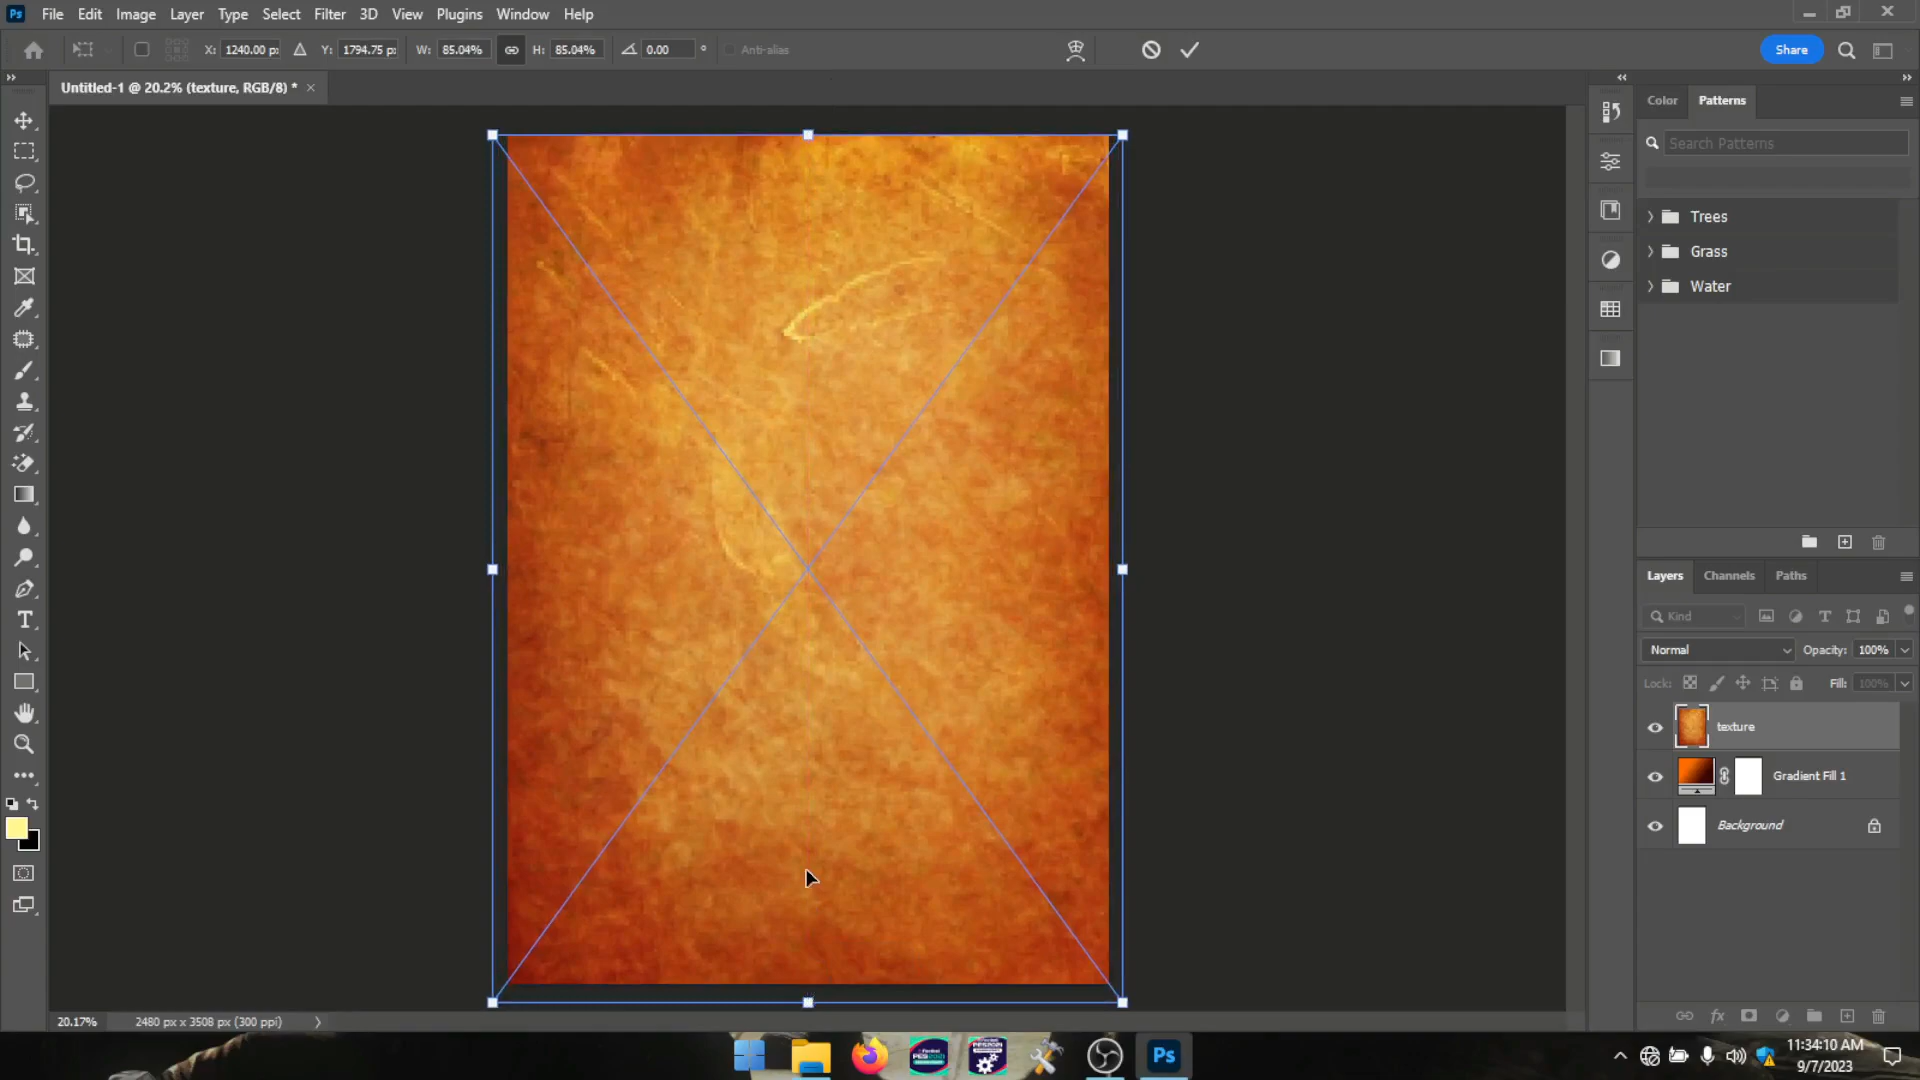 Ps File Edit Image Layer Type Select Filter 3D View Plugins Window Help
X: 1240.00 p Y: 1794.75 p W: 85.04% H: 85.04% 0.00 ° Anti-alias Share
Untitled-1 @ 20.2% (texture, RGB/8) *
Color Patterns
Search Patterns
Trees
Grass
Water
Layers Channels Paths
Kind
Normal Opacity: 100%
Lock: Fill: 100%
texture
Gradient Fill 1
Background
20.17% 2480 px x 3508 px (300 ppi)
Ps
11:34:10 AM
9/7/2023